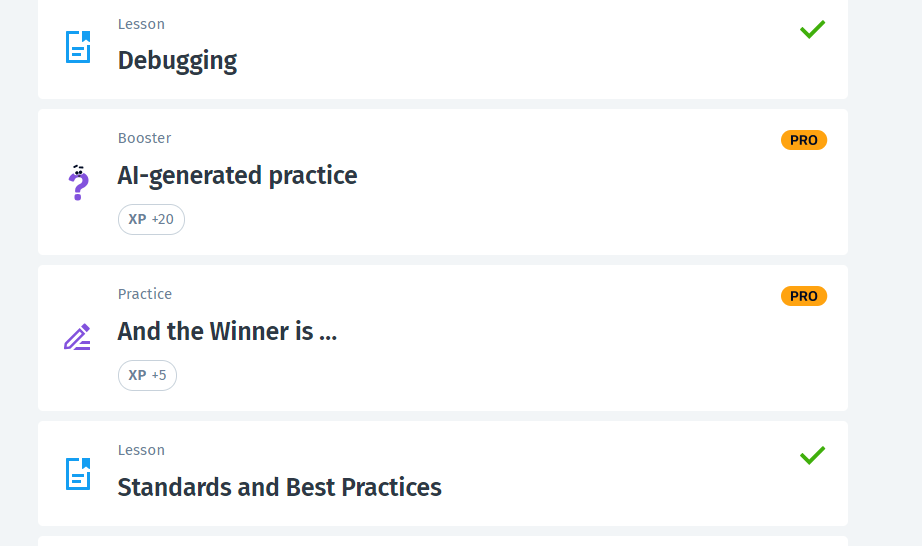 Lesson
Debugging
Booster
PRO
AI-generated practice
XP +20
Practice
PRO
And the Winner is ...
XP +5
Lesson
Standards and Best Practices